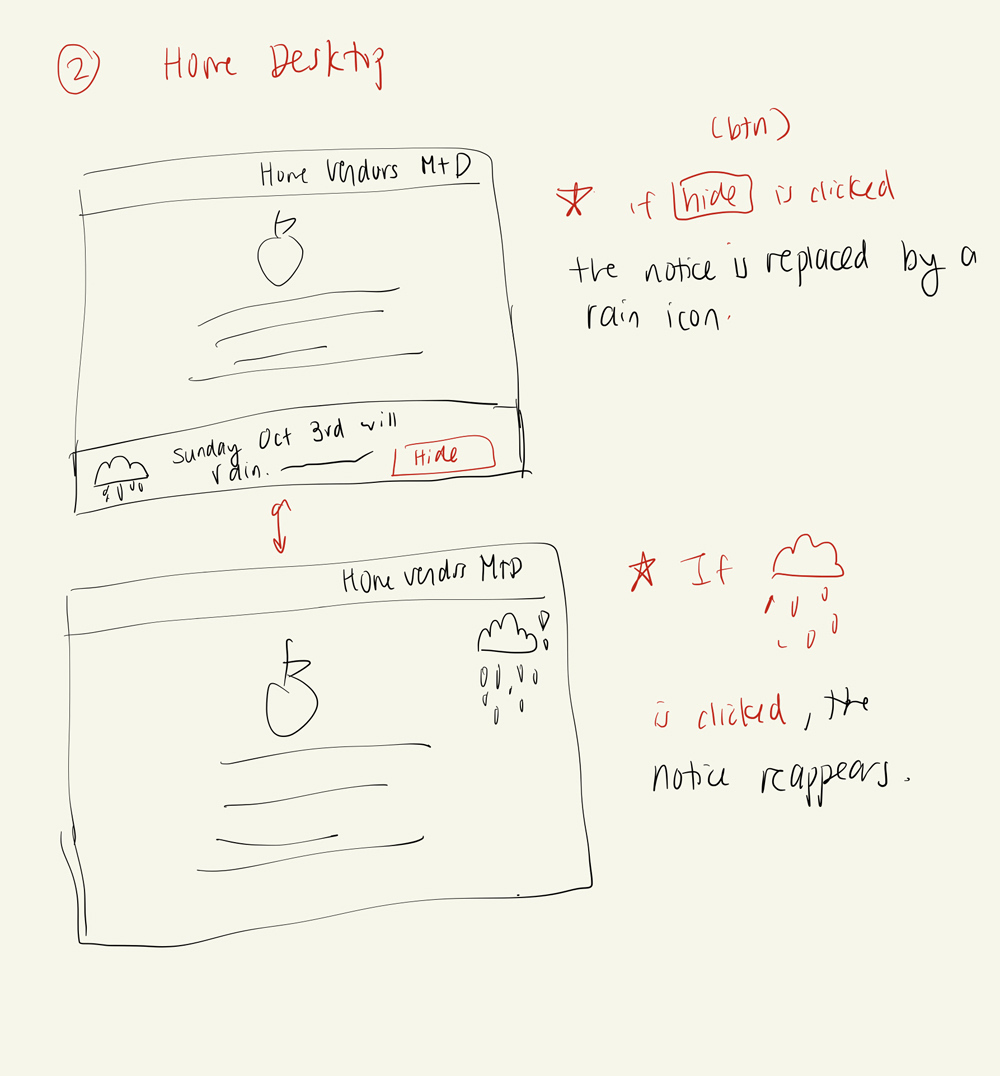 2 Home Desktop
Home Vendors M+D
(btn)
if hide is clicked
the notice is replaced by a
rain icon.
Sunday Oct 3rd will
rain.
Hide
Home Vendors M+D
If
is clicked, the
notice reappears.